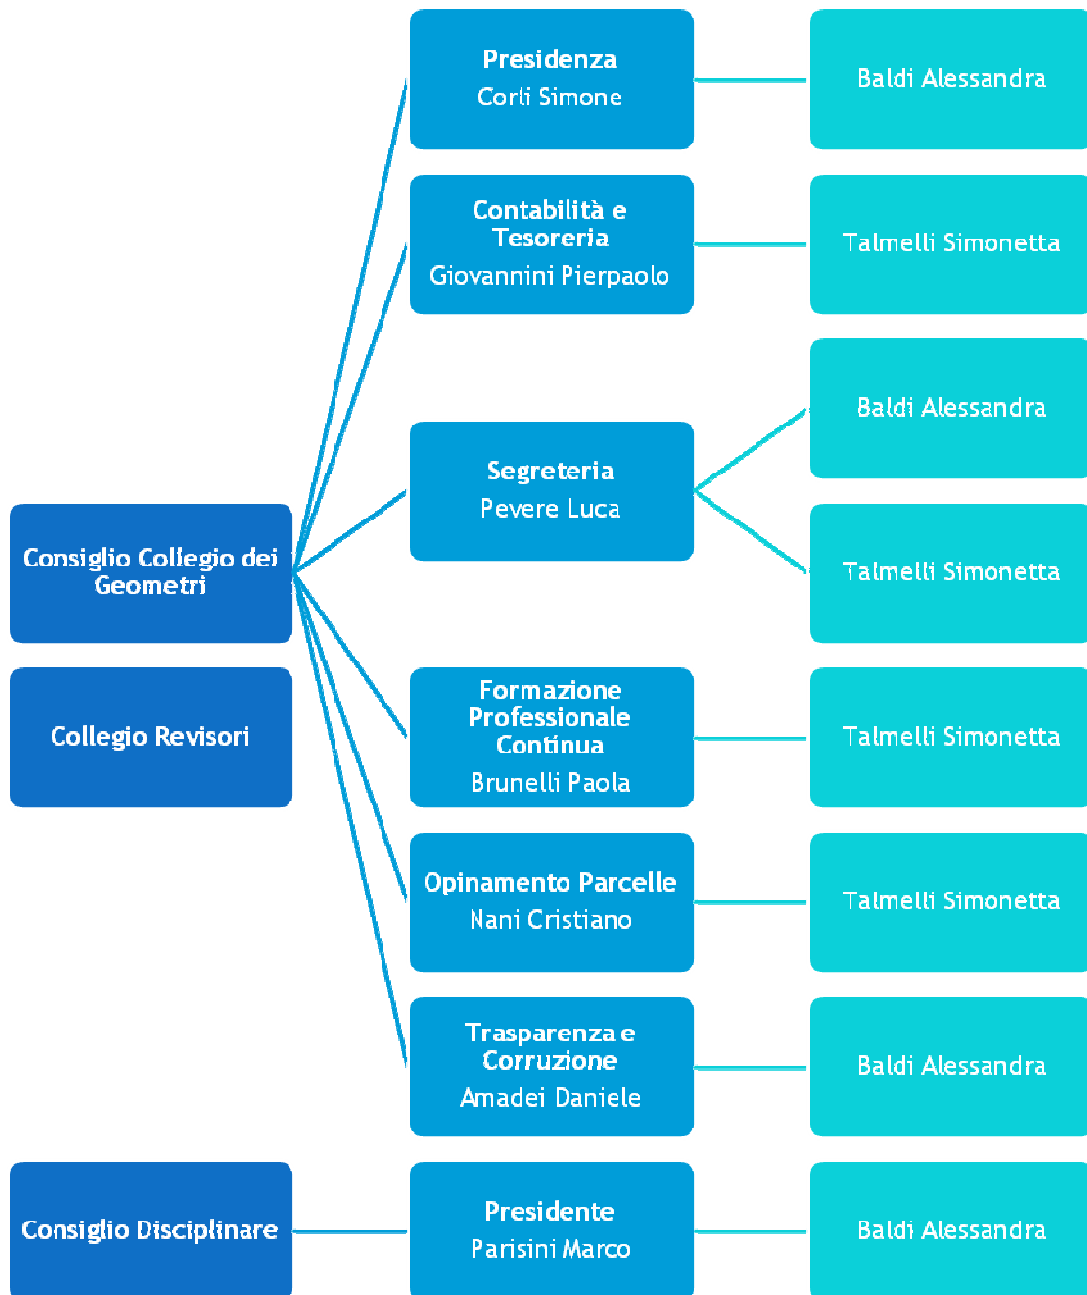 Presidenza
Corli Simone
Baldi Alessandra
Contabilità e
Tesoreria
Giovannini Pierpaolo
Talmelli Simonetta
Segreteria
Pevere Luca
Baldi Alessandra
Talmelli Simonetta
Consiglio Collegio dei
Geometri
Collegio Revisori
Formazione
Professionale
Continua
Brunelli Paola
Talmelli Simonetta
Opinamento Parcelle
Nani Cristiano
Talmelli Simonetta
Trasparenza e
Corruzione
Amadei Daniele
Baldi Alessandra
Consiglio Disciplinare
Presidente
Parisini Marco
Baldi Alessandra